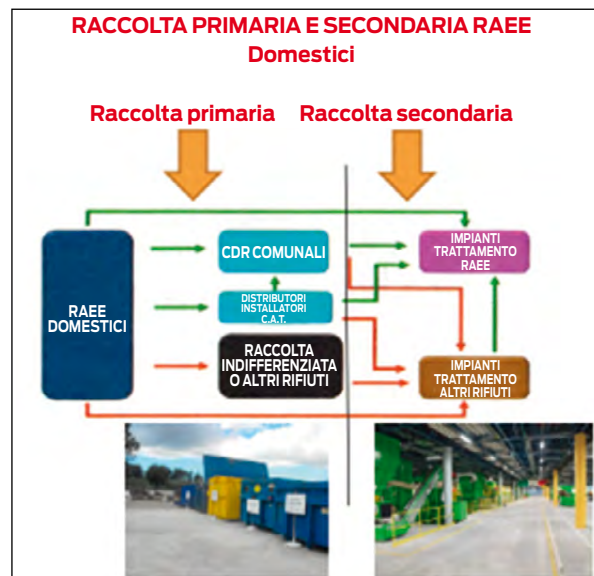 RACCOLTA PRIMARIA E SECONDARIA RAEE
Domestici
Raccolta primaria
Raccolta secondaria
RAEE
DOMESTICI
CDR COMUNALI
DISTRIBUTORI
INSTALLATORI
C.A.T.
RACCOLTA
INDIFFERENZIATA
O ALTRI RIFIUTI
IMPIANTI
TRATTAMENTO
RAEE
IMPIANTI
TRATTAMENTO
ALTRI RIFIUTI